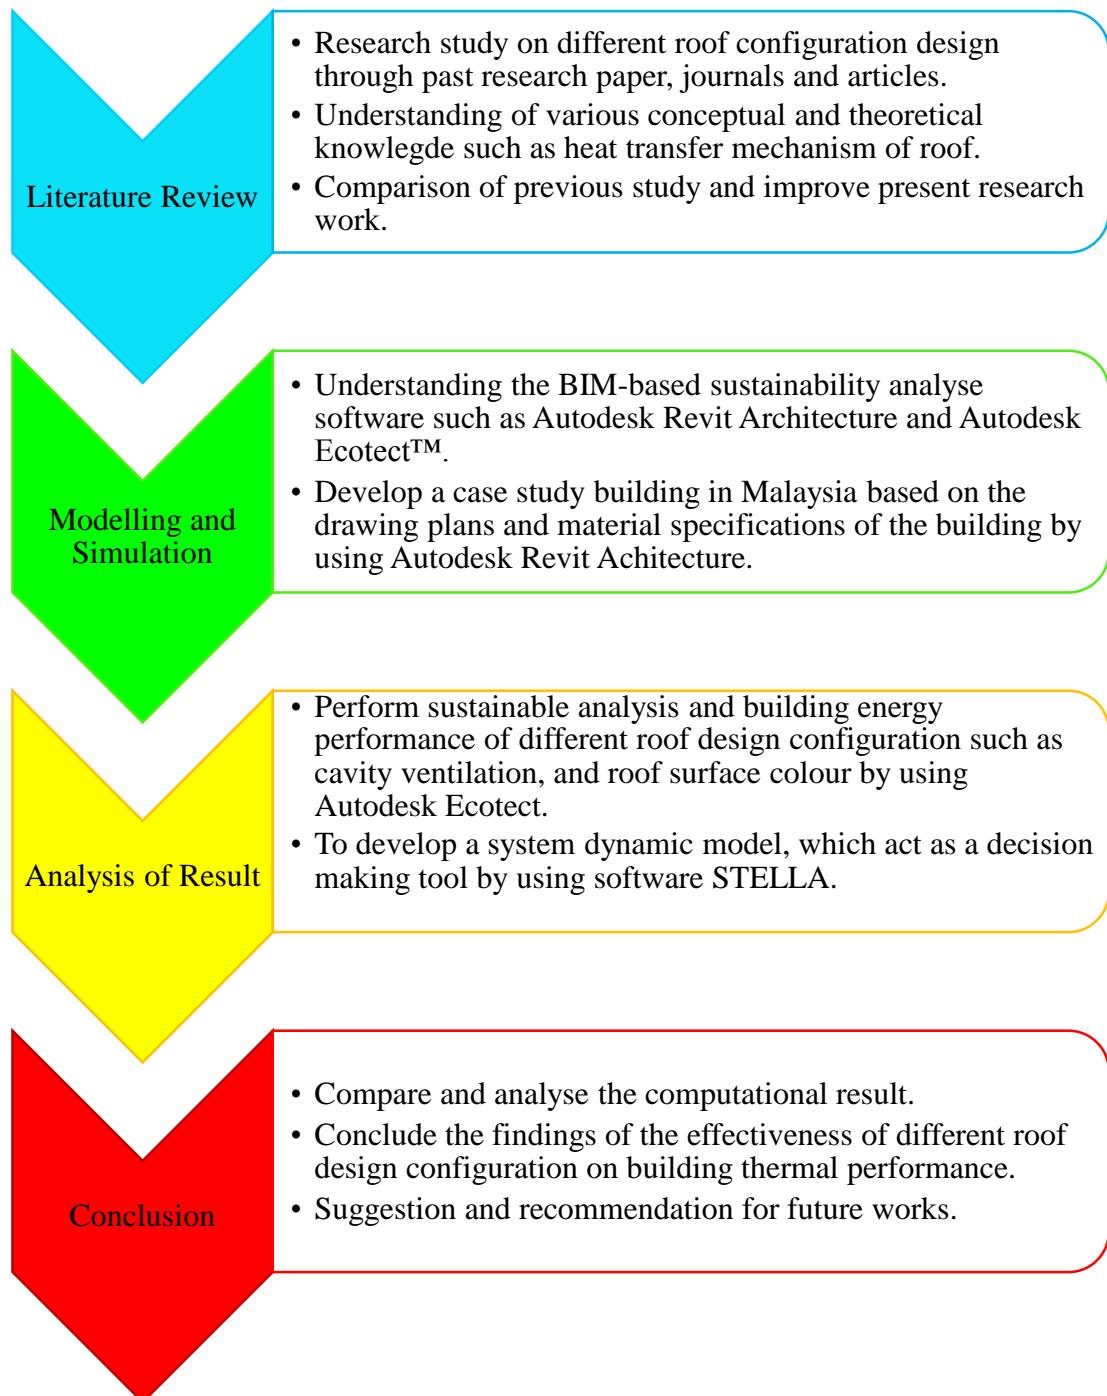 Literature Review
• Research study on different roof configuration design
through past research paper, journals and articles.
• Understanding of various conceptual and theoretical
knowlegde such as heat transfer mechanism of roof.
• Comparison of previous study and improve present research
work.
Modelling and
Simulation
• Understanding the BIM-based sustainability analyse
software such as Autodesk Revit Architecture and Autodesk
Ecotect™.
• Develop a case study building in Malaysia based on the
drawing plans and material specifications of the building by
using Autodesk Revit Achitecture.
Analysis of Result
• Perform sustainable analysis and building energy
performance of different roof design configuration such as
cavity ventilation, and roof surface colour by using
Autodesk Ecotect.
• To develop a system dynamic model, which act as a decision
making tool by using software STELLA.
Conclusion
• Compare and analyse the computational result.
• Conclude the findings of the effectiveness of different roof
design configuration on building thermal performance.
• Suggestion and recommendation for future works.